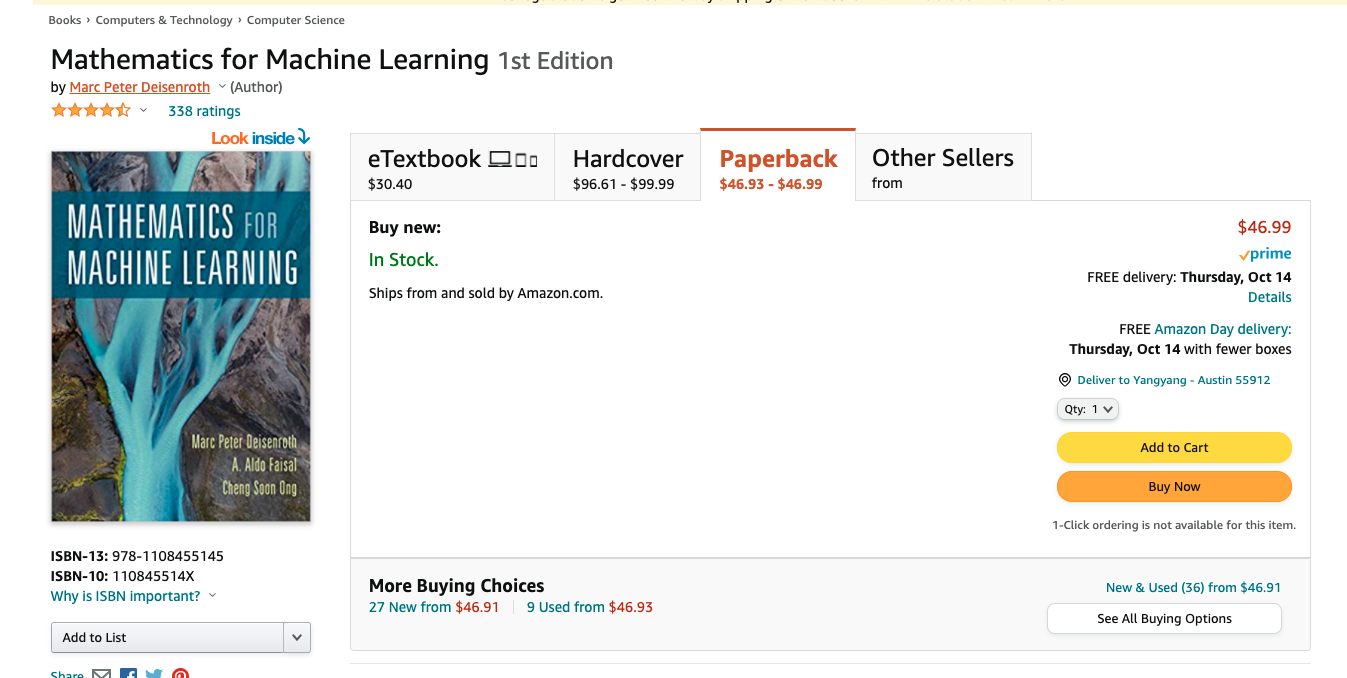 Books › Computers & Technology › Computer Science
Mathematics for Machine Learning 1st Edition
by Marc Peter Deisenroth (Author)
338 ratings
Look inside
MATHEMATICS FOR
MACHINE LEARNING
Marc Peter Deisenroth
A. Aldo Faisal
Cheng Soon Ong
ISBN-13: 978-1108455145
ISBN-10: 110845514X
Why is ISBN important?
Add to List
Share
eTextbook
$30.40
Hardcover
$96.61 - $99.99
Paperback
$46.93 - $46.99
Other Sellers
from
Buy new:
In Stock.
Ships from and sold by Amazon.com.
$46.99
prime
FREE delivery: Thursday, Oct 14
Details
FREE Amazon Day delivery:
Thursday, Oct 14 with fewer boxes
Deliver to Yangyang - Austin 55912
Qty: 1
Add to Cart
Buy Now
1-Click ordering is not available for this item.
More Buying Choices
27 New from $46.91 | 9 Used from $46.93
New & Used (36) from $46.91
See All Buying Options